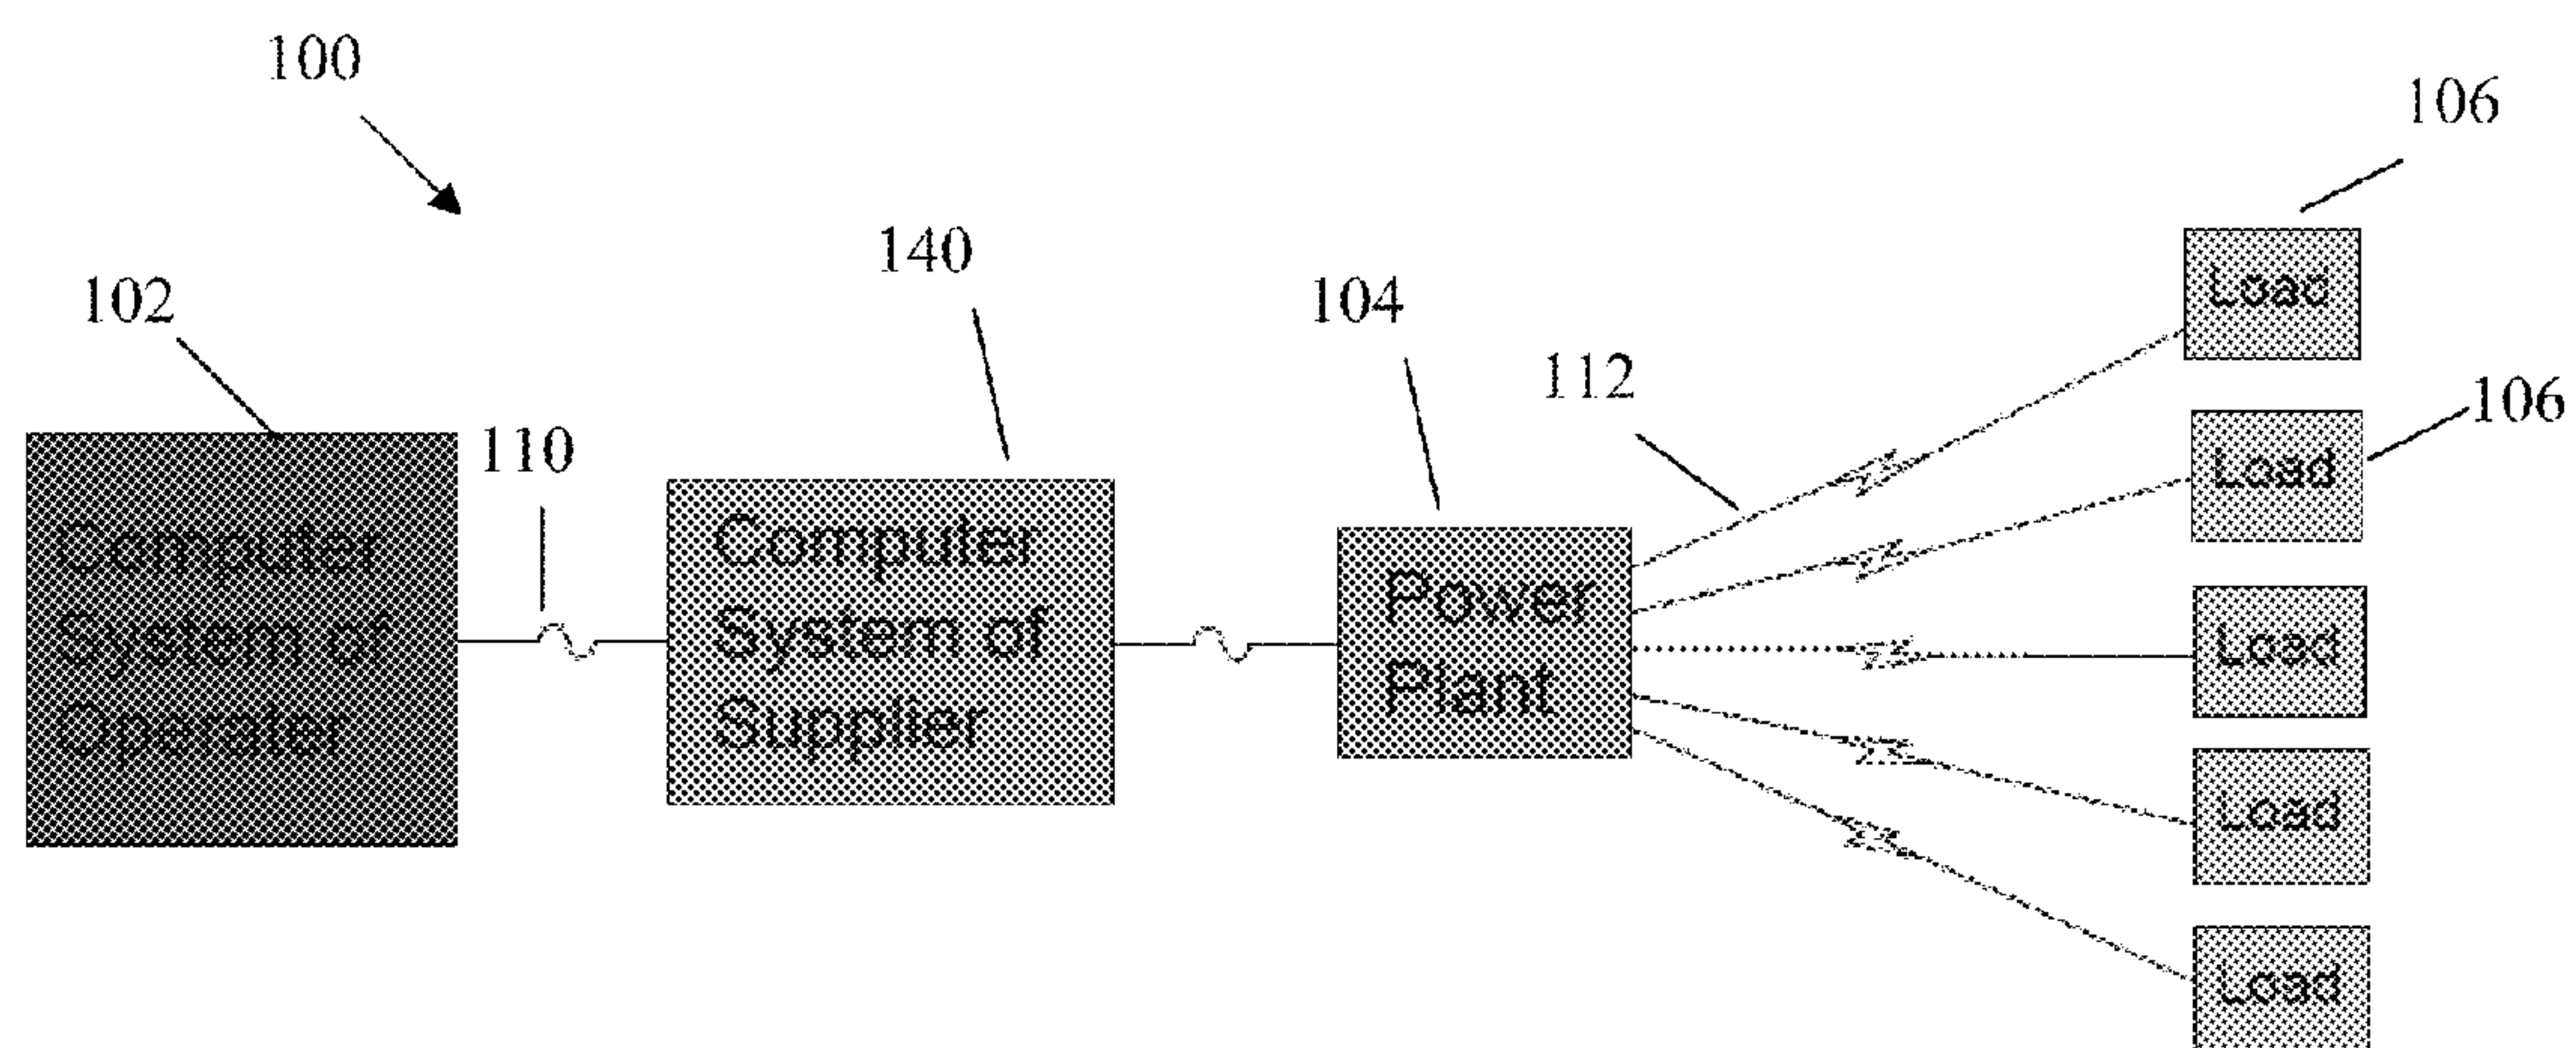 100
106
140
102
104
Load
112
106
110
Load
Computer
System of
Operater
Computer
System of
Supplier
Power
Plant
Load
Load
Load